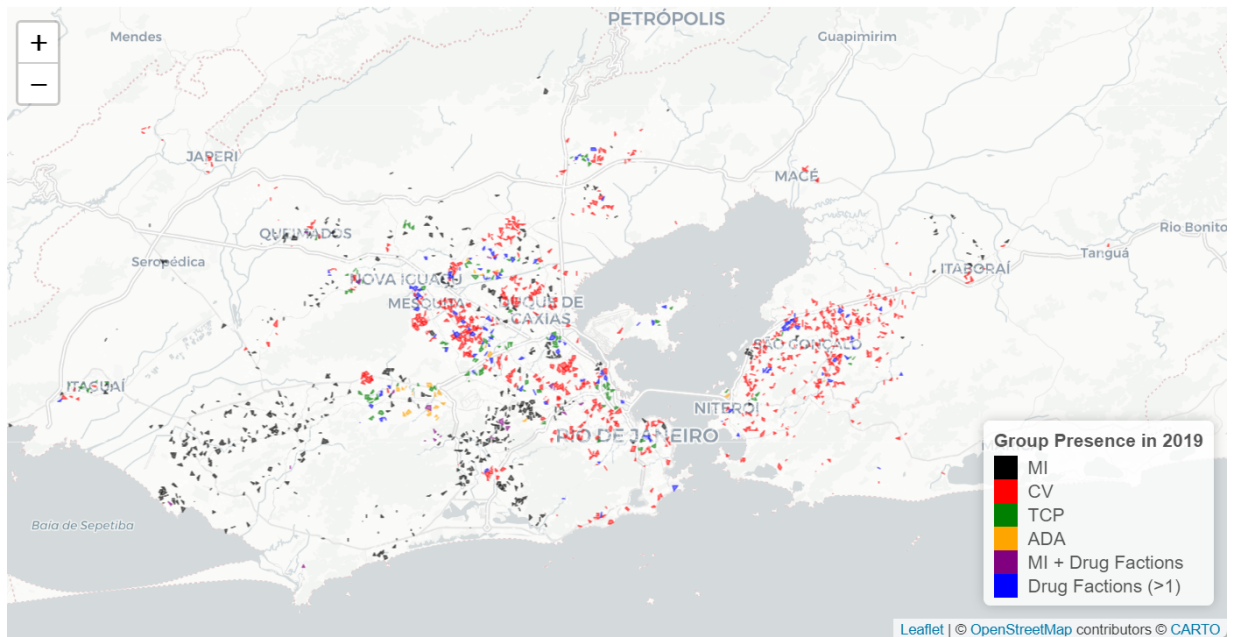 +
−
PETRÓPOLIS
Mendes
Guapimirim
JAPERI
MAGÉ
QUEIMADOS
Rio Bonito
Tanguá
Seropédica
ITABORAÍ
NOVA IGUAÇU
MESQUITA
DUQUE DE
CAXIAS
SÃO GONÇALO
ITAGUAÍ
NITERÓI
RIO DE JANEIRO
Baía de Sepetiba
Group Presence in 2019
MI
CV
TCP
ADA
MI + Drug Factions
Drug Factions (>1)
Leaflet | © OpenStreetMap contributors © CARTO